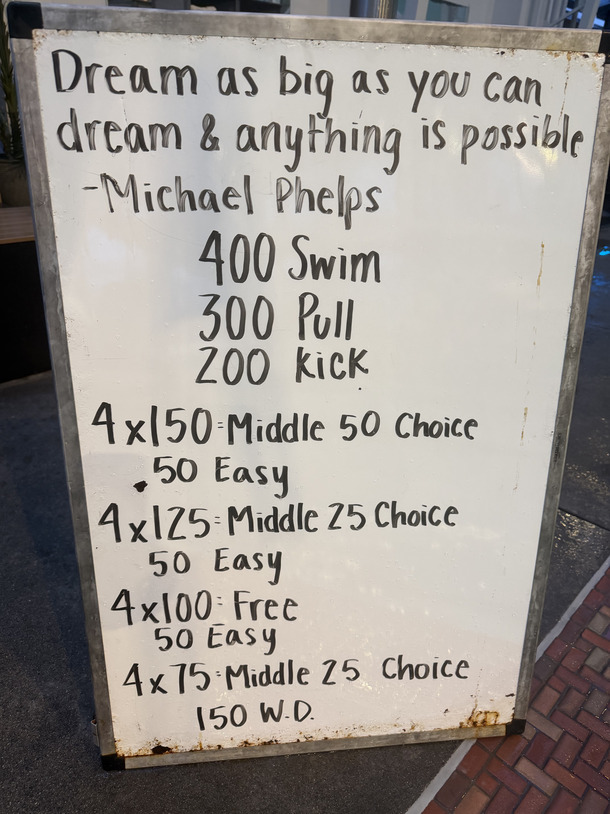 Dream as big as you can
dream & anything is possible
-Michael Phelps
400 Swim
300 Pull
200 kick
4x150:Middle 50 Choice
50 Easy
4x125:Middle 25 Choice
50 Easy
4x100:Free
50 Easy
4x75:Middle 25 Choice
150 W.D.